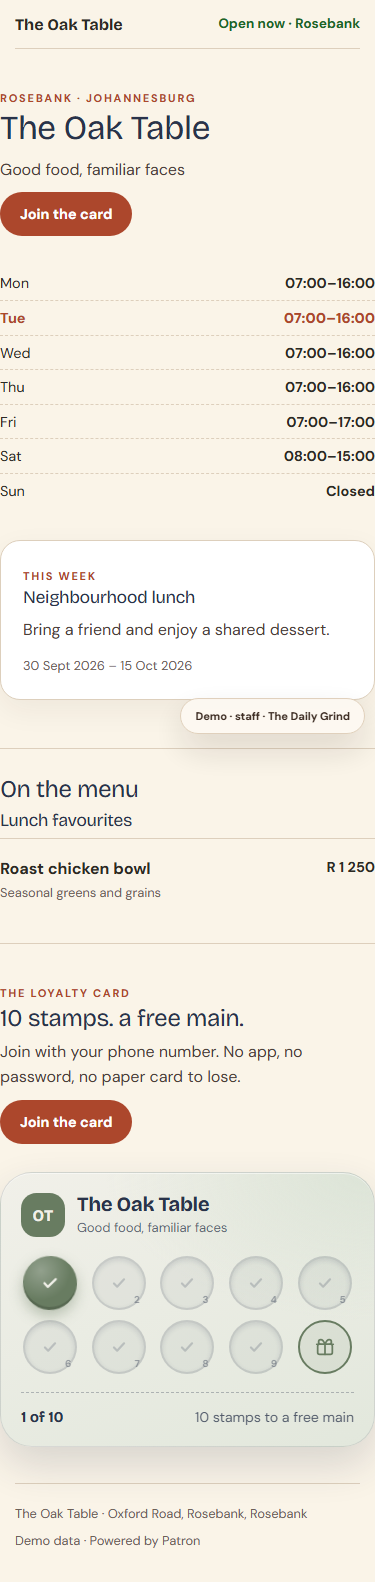 The Oak Table
Open now · Rosebank
ROSEBANK · JOHANNESBURG
The Oak Table
Good food, familiar faces
Join the card
Mon 07:00–16:00
Tue 07:00–16:00
Wed 07:00–16:00
Thu 07:00–16:00
Fri 07:00–17:00
Sat 08:00–15:00
Sun Closed
THIS WEEK
Neighbourhood lunch
Bring a friend and enjoy a shared dessert.
30 Sept 2026 – 15 Oct 2026
Demo · staff · The Daily Grind
On the menu
Lunch favourites
Roast chicken bowl R 1 250
Seasonal greens and grains
THE LOYALTY CARD
10 stamps. a free main.
Join with your phone number. No app, no
password, no paper card to lose.
Join the card
OT
The Oak Table
Good food, familiar faces
2 3 4 5
6 7 8 9
1 of 10 10 stamps to a free main
The Oak Table · Oxford Road, Rosebank, Rosebank
Demo data · Powered by Patron